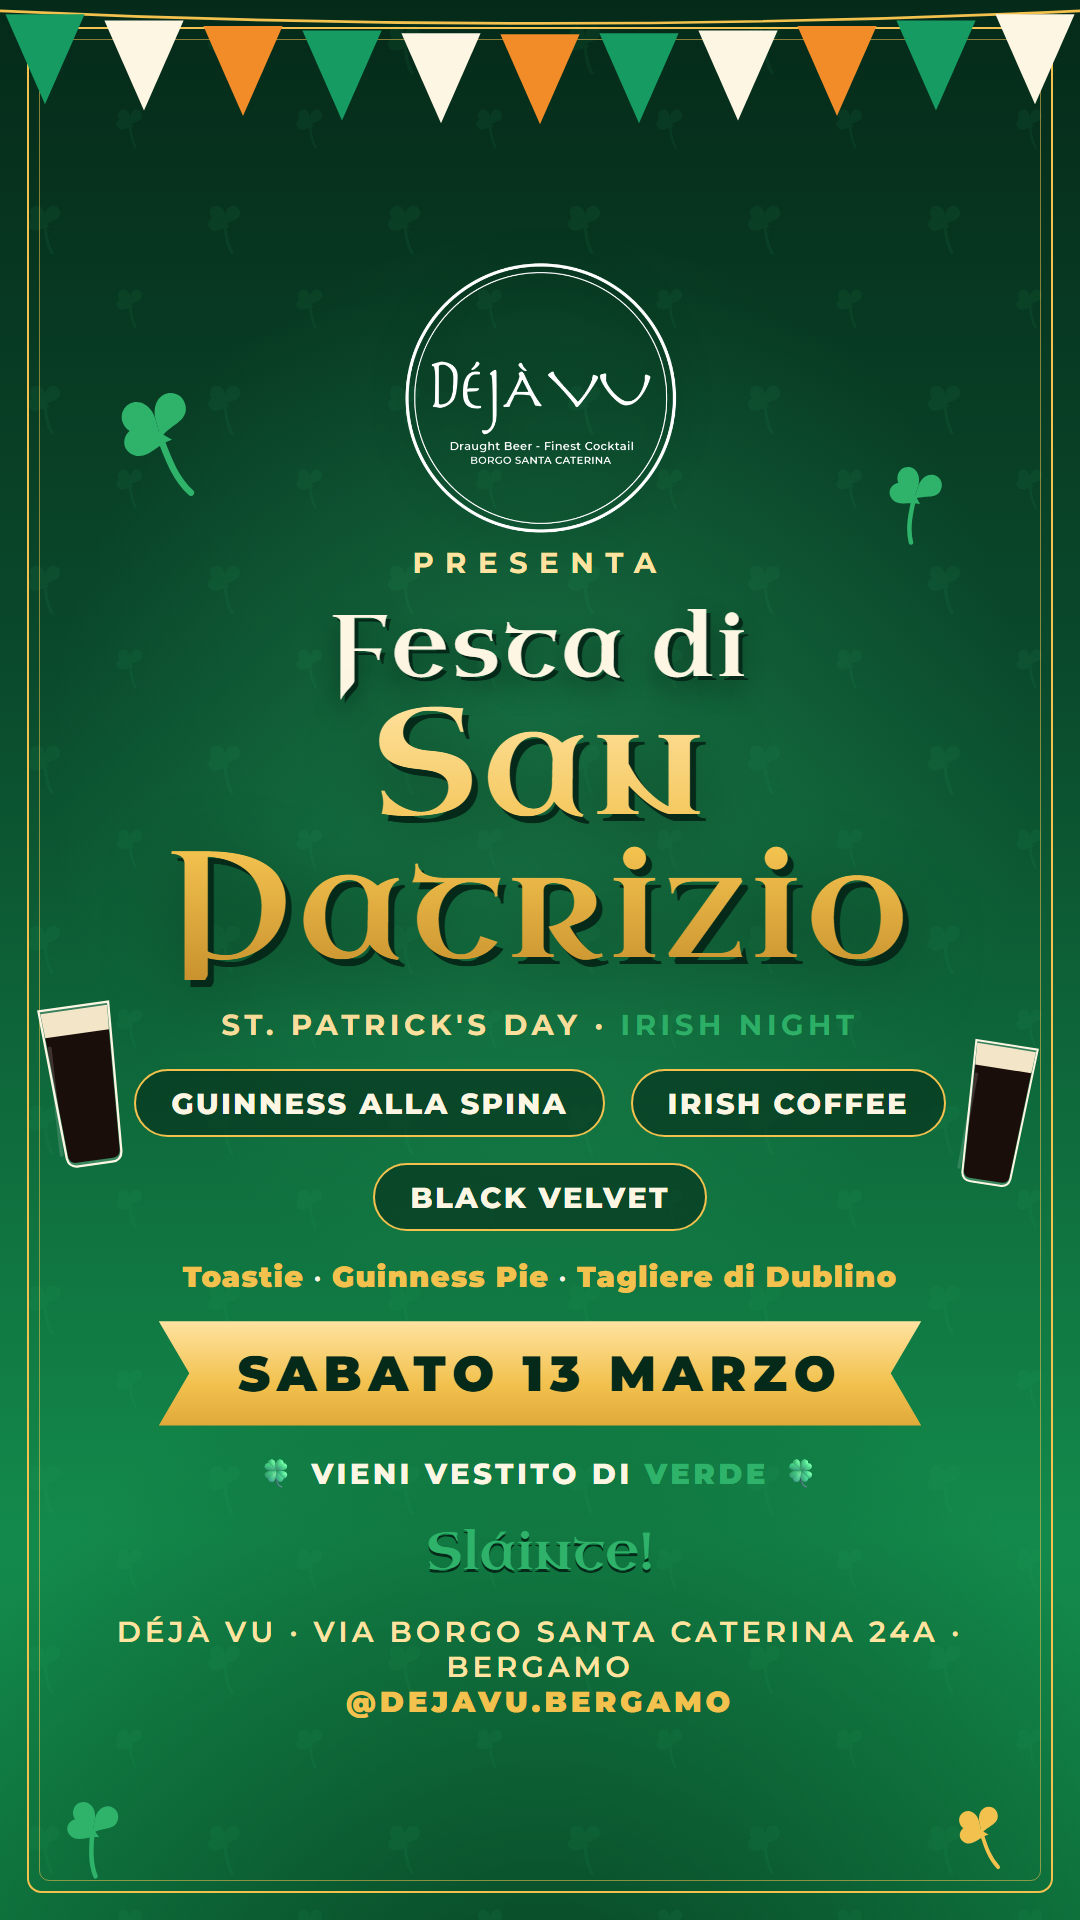 DÉJÀ VU
Draught Beer - Finest Cocktail
BORGO SANTA CATERINA
PRESENTA
Festa di
San
Patrizio
ST. PATRICK'S DAY · IRISH NIGHT
GUINNESS ALLA SPINA IRISH COFFEE
BLACK VELVET
Toastie · Guinness Pie · Tagliere di Dublino
SABATO 13 MARZO
🍀 VIENI VESTITO DI VERDE 🍀
Sláinte!
DÉJÀ VU · VIA BORGO SANTA CATERINA 24A ·
BERGAMO
@DEJAVU.BERGAMO